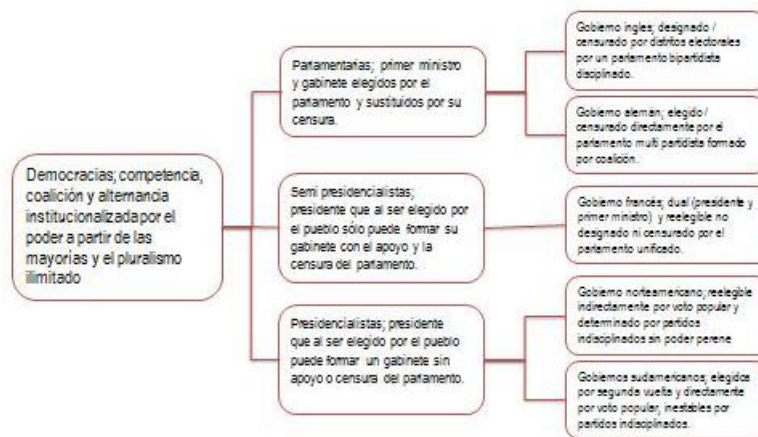 Democracias; competencia,
coalición y alternancia
institucionalizada por el
poder a partir de las
mayorías y el pluralismo
ilimitado
Parlamentarias; primer ministro
y gabinete elegidos por el
parlamento y sustituidos por su
censura.
Gobierno ingles; designado /
censurado por distritos electorales
por un parlamento bipartidista
disciplinado.
Gobierno alemán; elegido /
censurado directamente por el
parlamento multi partidista formado
por coalición.
Semi presidencialistas;
presidente que al ser elegido por
el pueblo sólo puede formar su
gabinete con el apoyo y la
censura del parlamento.
Gobierno francés; dual (presidente y
primer ministro) y reelegible no
designado ni censurado por el
parlamento unificado.
Presidencialistas; presidente
que al ser elegido por el pueblo
puede formar un gabinete sin
apoyo o censura del parlamento.
Gobierno norteamericano; reelegible
indirectamente por voto popular y
determinado por partidos
indisciplinados sin poder perene
Gobiernos sudamericanos; elegidos
por segunda vuelta y directamente
por voto popular, inestables por
partidos indisciplinados.